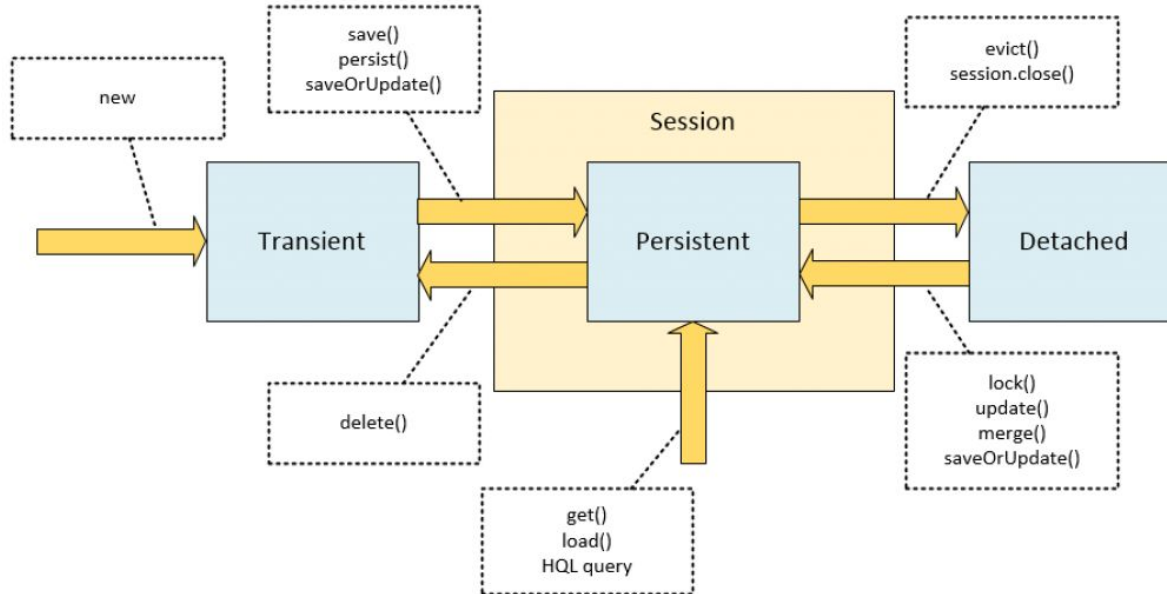 save()
persist()
saveOrUpdate()
evict()
session.close()
new
Session
Transient
Persistent
Detached
delete()
lock()
update()
merge()
saveOrUpdate()
get()
load()
HQL query